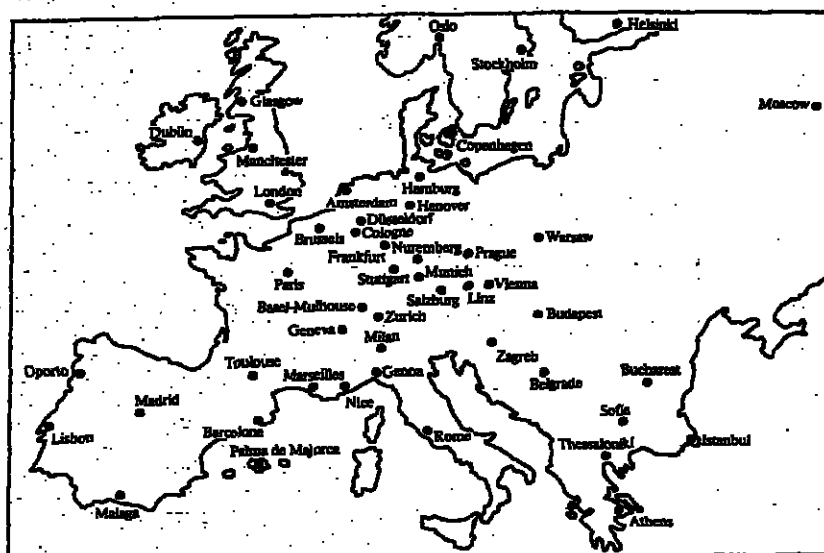 Oslo
Helsinki
Stockholm
Moscow
Glasgow
Dublin
Copenhagen
Manchester
Hamburg
London
Amsterdam
Hanover
Düsseldorf
Cologne
Brussels
Warsaw
Nuremberg
Prague
Frankfurt
Paris
Stuttgart
Munich
Vienna
Salzburg
Linz
Basel-Mulhouse
Zurich
Budapest
Geneva
Milan
Zagreb
Toulouse
Oporto
Marseilles
Genoa
Belgrade
Bucharest
Madrid
Nice
Sofia
Lisbon
Barcelone
Rome
Istanbul
Palma de Majorca
Thessaloniki
Malaga
Athens